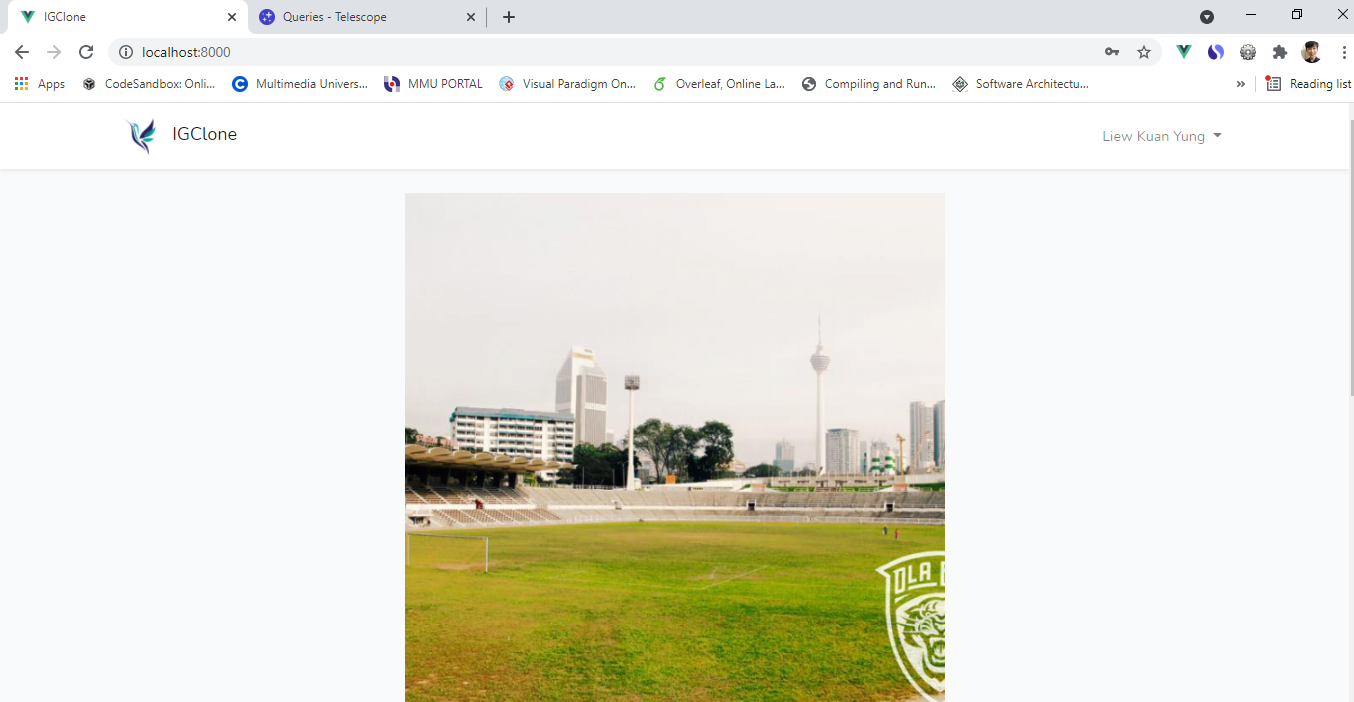 IGClone
Queries - Telescope
localhost:8000
Apps
CodeSandbox: Onli...
Multimedia Univers...
MMU PORTAL
Visual Paradigm On...
Overleaf, Online La...
Compiling and Run...
Software Architectu...
»
Reading list
IGClone
Liew Kuan Yung
OLA